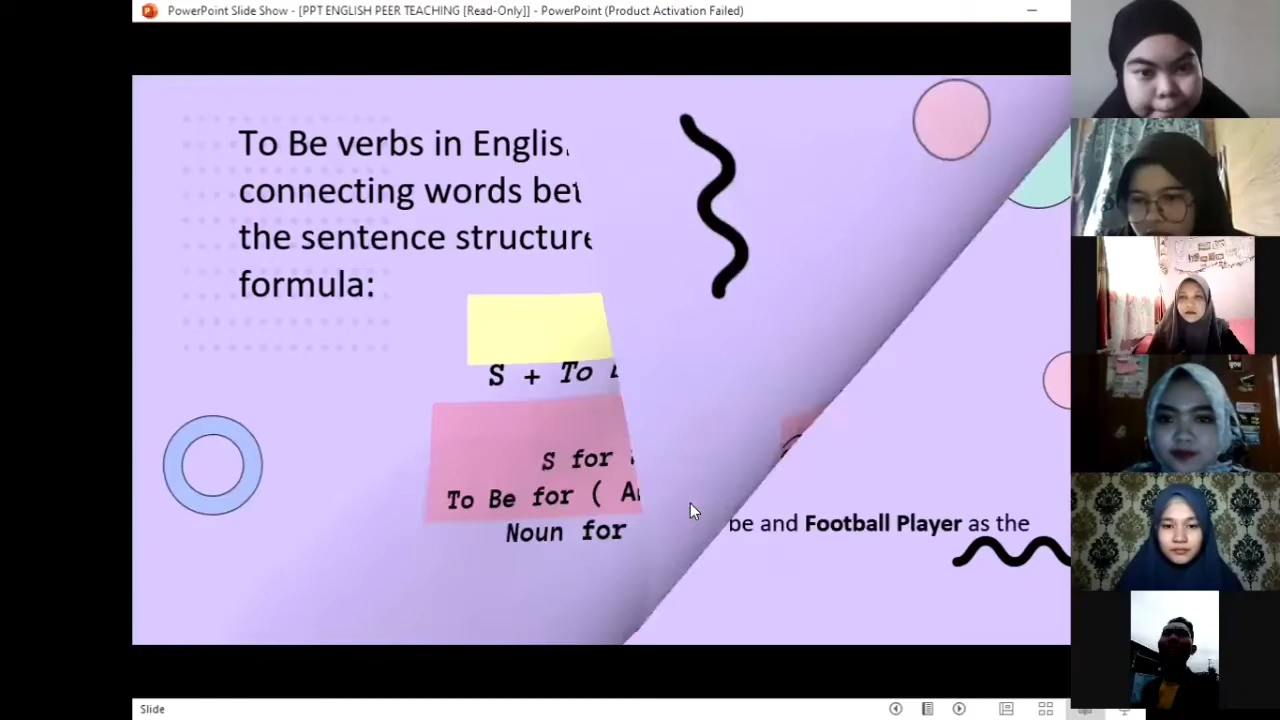 PowerPoint Slide Show - [PPT ENGLISH PEER TEACHING [Read-Only]] - PowerPoint (Product Activation Failed)
To Be verbs in Englis
connecting words bet
the sentence structure
formula:
S + To
S for
To Be for ( A
Noun for
be and Football Player as the
Slide